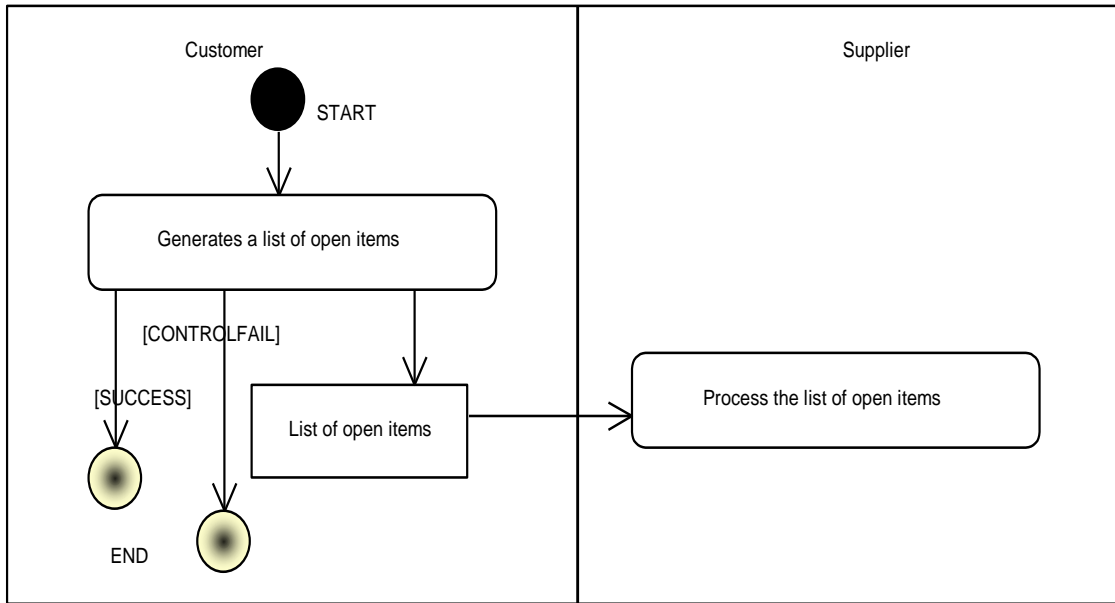 Customer
Supplier
START
Generates a list of open items
[CONTROLFAIL]
[SUCCESS]
List of open items
Process the list of open items
END